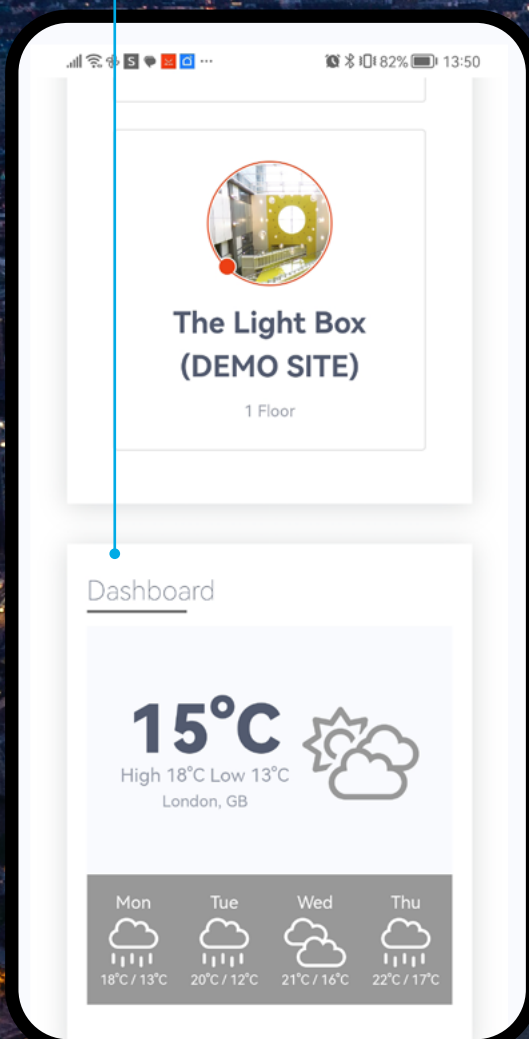 82% 13:50
The Light Box
(DEMO SITE)
1 Floor
Dashboard
15°C
High 18°C Low 13°C
London, GB
Mon Tue Wed Thu
18°C / 13°C 20°C / 12°C 21°C / 16°C 22°C / 17°C